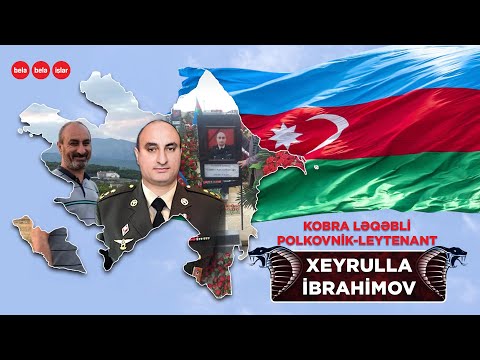 bela bela işlər
KOBRA LƏQƏBLİ
POLKOVNİK-LEYTENANT
XEYRULLA
İBRAHİMOV